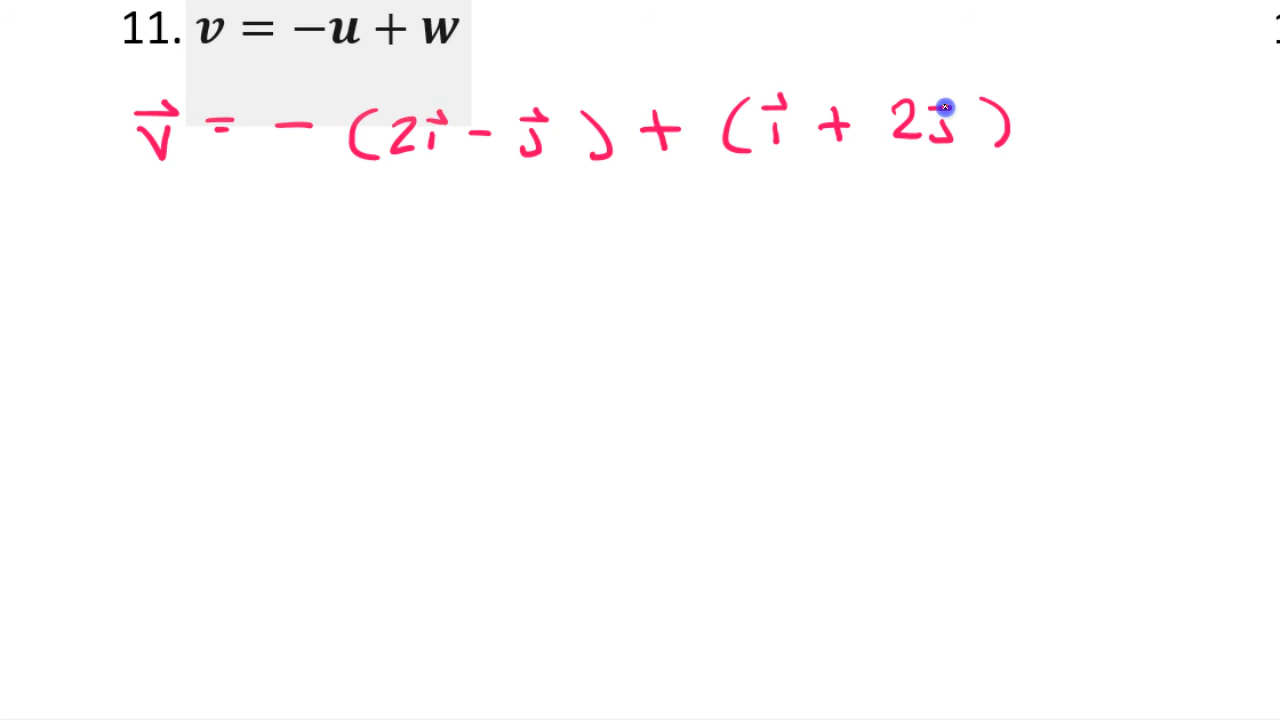 11. v = −u + w
v⃗ = − (2i⃗ − j⃗) + (i⃗ + 2j⃗)